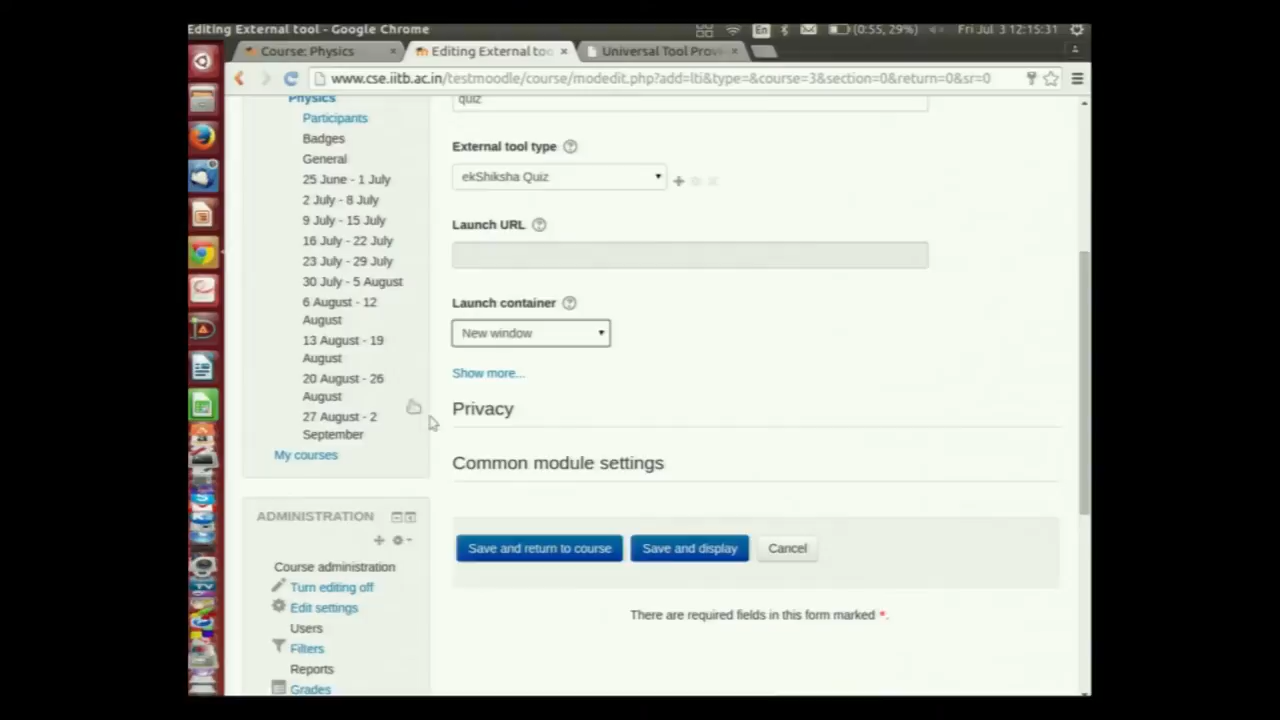 Editing External tool - Google Chrome
En
(0:55, 29%)
Fri Jul 3 12:15:31
Course: Physics
Editing External too
Universal Tool Prov
www.cse.iitb.ac.in/testmoodle/course/modedit.php?add=lti&type=&course=3&section=0&return=0&sr=0
Physics
Participants
Badges
General
25 June - 1 July
2 July - 8 July
9 July - 15 July
16 July - 22 July
23 July - 29 July
30 July - 5 August
6 August - 12
August
13 August - 19
August
20 August - 26
August
27 August - 2
September
My courses
ADMINISTRATION
Course administration
Turn editing off
Edit settings
Users
Filters
Reports
Grades
quiz
External tool type
ekShiksha Quiz
Launch URL
Launch container
New window
Show more...
Privacy
Common module settings
Save and return to course
Save and display
Cancel
There are required fields in this form marked *.